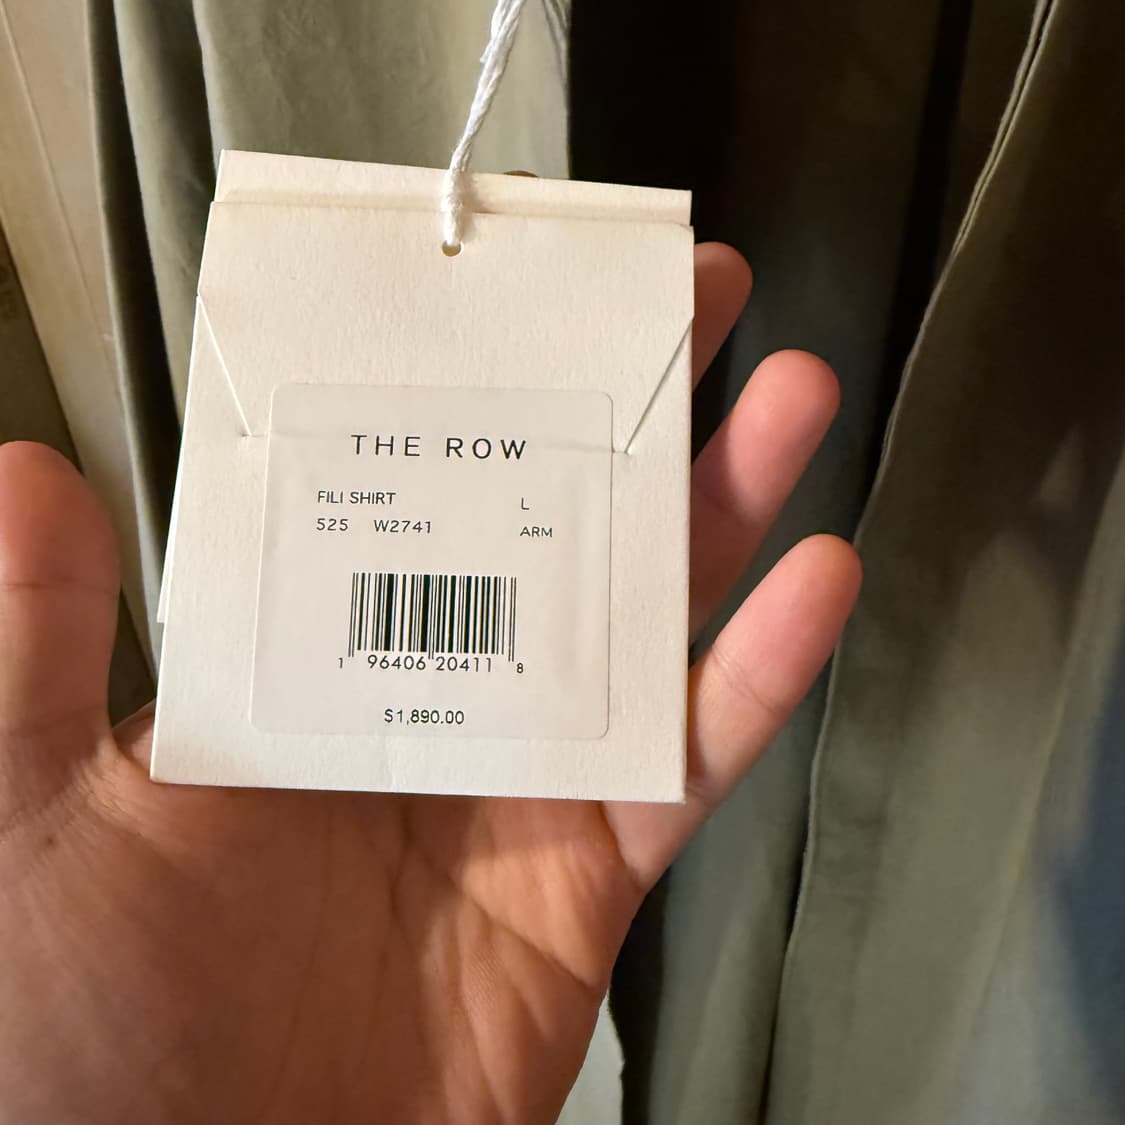 THE ROW
FILI SHIRT L
525 W2741 ARM
1 96406 20411 8
$1,890.00